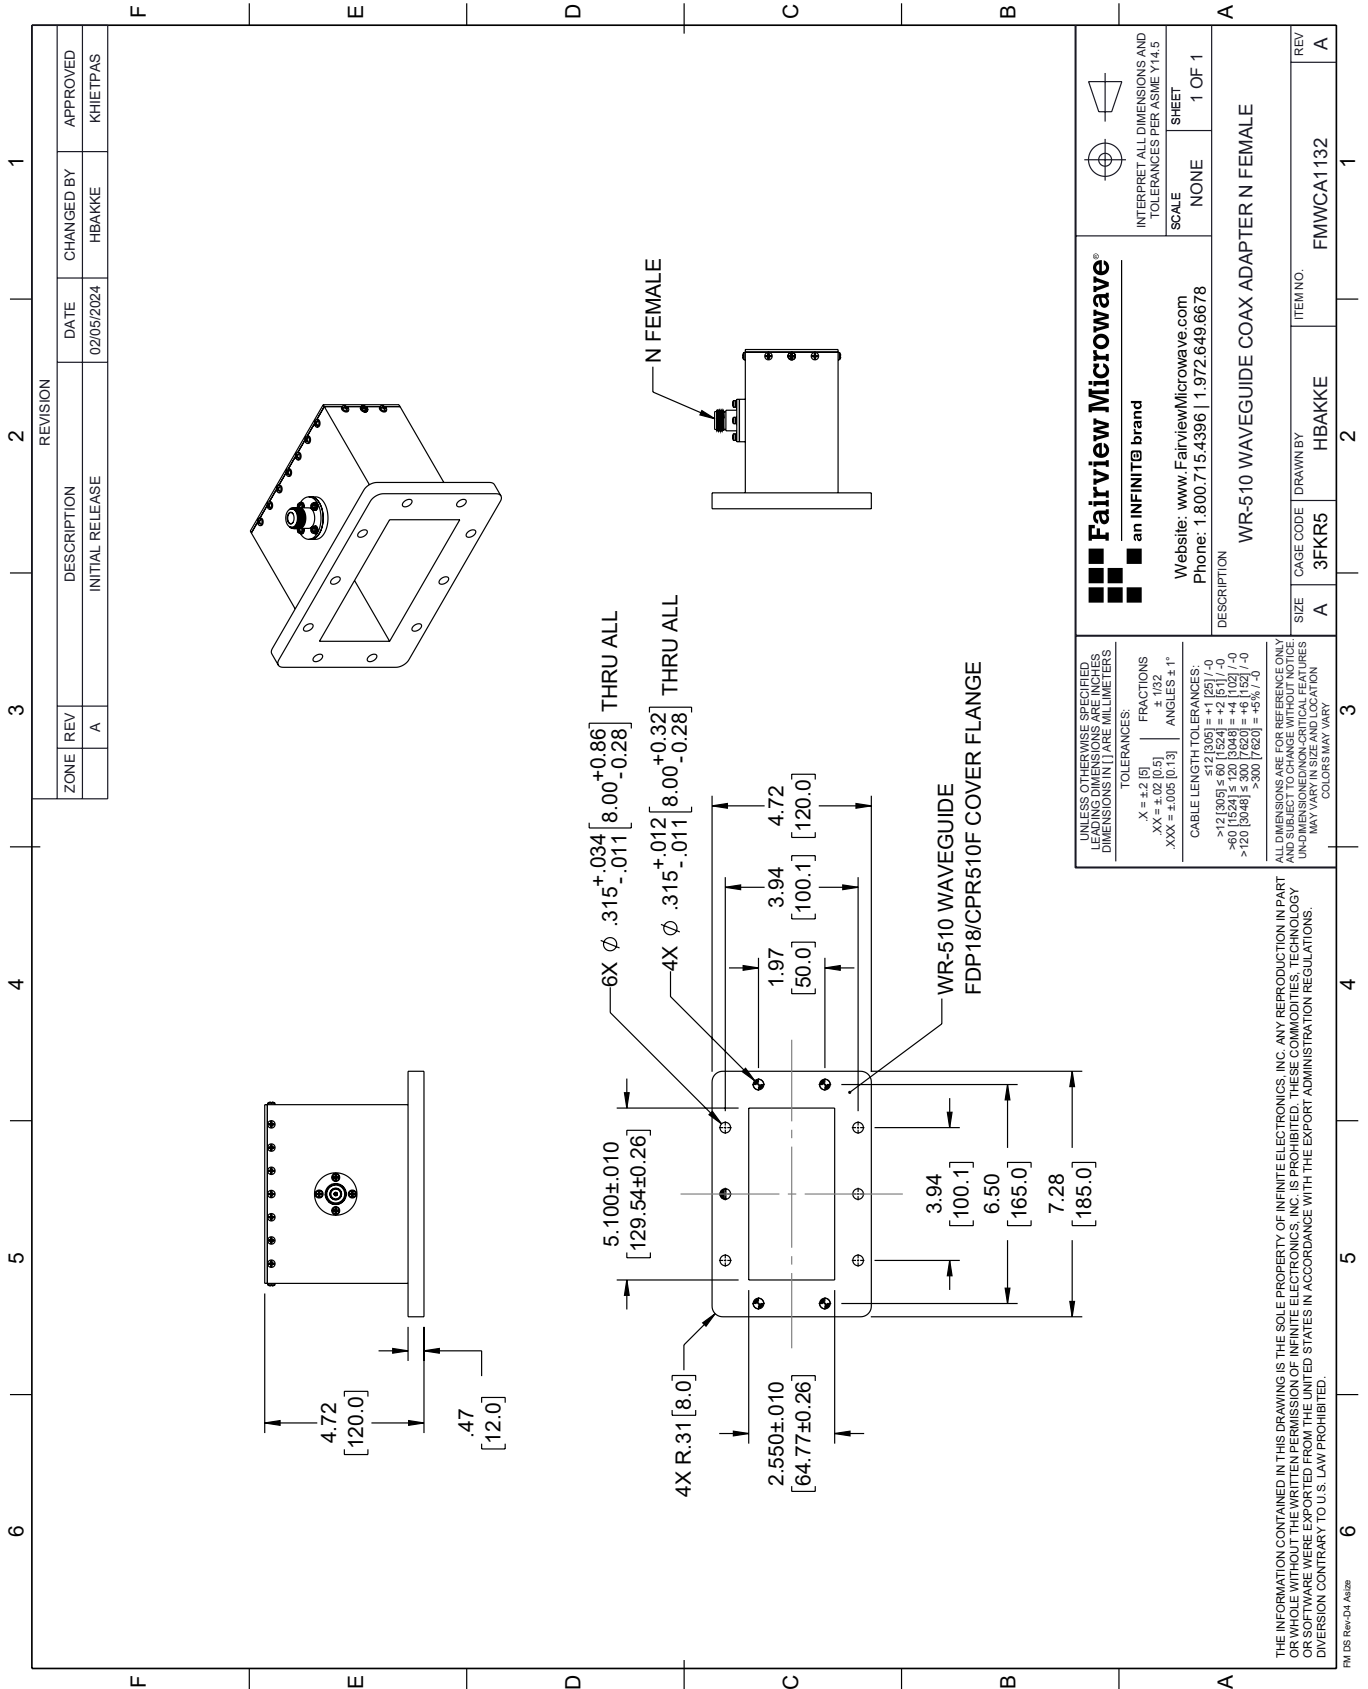 6
5
4
3
2
1
F
E
D
C
B
A
REVISION
ZONE REV DESCRIPTION DATE CHANGED BY APPROVED
A INITIAL RELEASE 02/05/2024 HBAKKE KHIETPAS
4.72
[120.0]
.47
[12.0]
N FEMALE
5.100±.010
[129.54±0.26]
6X ∅ .315 +.034 -.011 [8.00 +0.86 -0.28] THRU ALL
4X ∅ .315 +.012 -.011 [8.00 +0.32 -0.28] THRU ALL
4X R.31 [8.0]
2.550±.010
[64.77±0.26]
1.97
[50.0]
3.94
[100.1]
4.72
[120.0]
3.94
[100.1]
6.50
[165.0]
7.28
[185.0]
WR-510 WAVEGUIDE
FDP18/CPR510F COVER FLANGE
UNLESS OTHERWISE SPECIFIED
LEADING DIMENSIONS ARE INCHES
DIMENSIONS IN [ ] ARE MILLIMETERS
TOLERANCES:
.X = ±.2 [5] FRACTIONS
.XX = ±.02 [0.5] ± 1/32
.XXX = ±.005 [0.13] ANGLES ± 1°
CABLE LENGTH TOLERANCES:
≤12 [305] = +1 [25] / -0
>12 [305] ≤ 60 [1524] = +2 [51] / -0
>60 [1524] ≤ 120 [3048] = +4 [102] / -0
>120 [3048] ≤ 300 [7620] = +6 [152] / -0
>300 [7620] = +5% / -0
ALL DIMENSIONS ARE FOR REFERENCE ONLY
AND SUBJECT TO CHANGE WITHOUT NOTICE.
UN-DIMENSIONED/NON-CRITICAL FEATURES
MAY VARY IN SIZE AND LOCATION
COLORS MAY VARY
Fairview Microwave®
an INFINIT@ brand
Website: www.FairviewMicrowave.com
Phone: 1.800.715.4396 | 1.972.649.6678
INTERPRET ALL DIMENSIONS AND
TOLERANCES PER ASME Y14.5
SCALE SHEET
NONE 1 OF 1
DESCRIPTION
WR-510 WAVEGUIDE COAX ADAPTER N FEMALE
SIZE CAGE CODE DRAWN BY ITEM NO. REV
A 3FKR5 HBAKKE FMWCA1132 A
THE INFORMATION CONTAINED IN THIS DRAWING IS THE SOLE PROPERTY OF INFINITE ELECTRONICS, INC. ANY REPRODUCTION IN PART
OR WHOLE WITHOUT THE WRITTEN PERMISSION OF INFINITE ELECTRONICS, INC. IS PROHIBITED. THESE COMMODITIES, TECHNOLOGY
OR SOFTWARE WERE EXPORTED FROM THE UNITED STATES IN ACCORDANCE WITH THE EXPORT ADMINISTRATION REGULATIONS.
DIVERSION CONTRARY TO U.S. LAW PROHIBITED.
F
E
D
C
B
A
6
5
4
3
2
1
FM DS Rev-D4 Asize